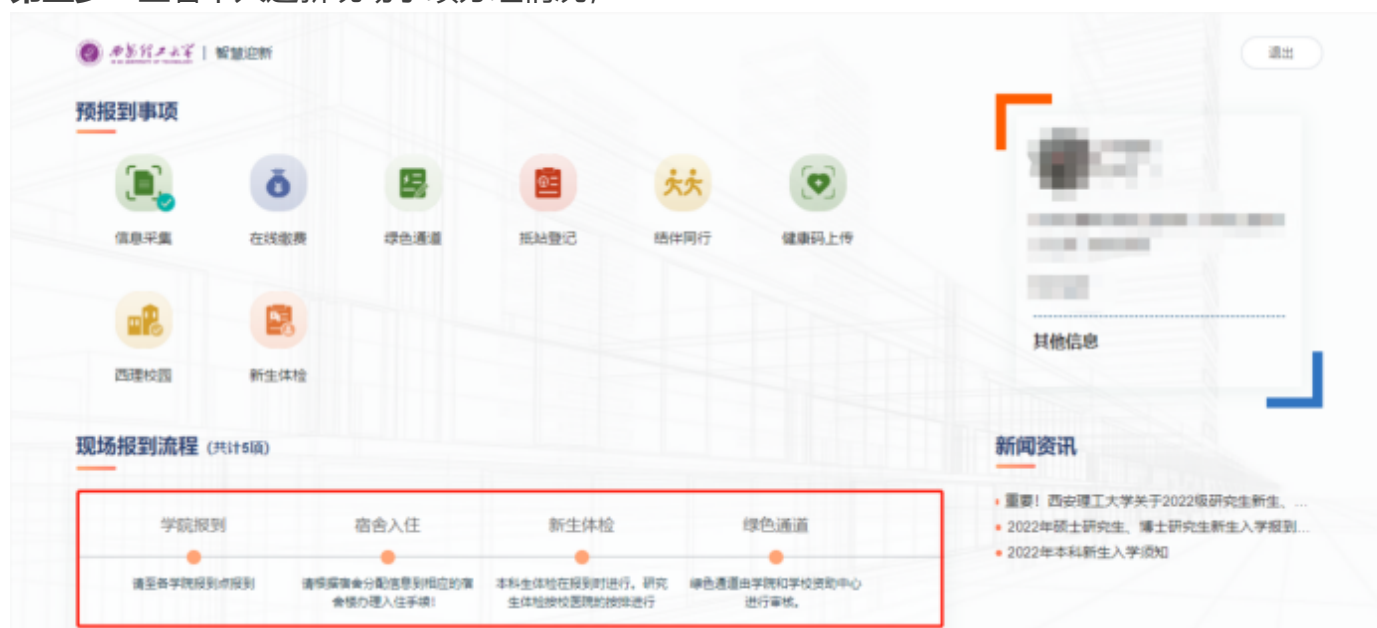 西安理工大学 | 智慧迎新
退出
预报到事项
信息采集 在线缴费 绿色通道 抵站登记 结伴同行 健康码上传
西理校园 新生体检
其他信息
现场报到流程 (共计5项)
学院报到 宿舍入住 新生体检 绿色通道
请至各学院报到点报到 请根据宿舍分配信息到相应的宿 本科生体检在报到时进行。研究 绿色通道由学院和学校资助中心
舍楼办理入住手续! 生体检按校医院的按排进行 进行审核。
新闻资讯
重要!西安理工大学关于2022级研究生新生、...
2022年硕士研究生、博士研究生新生入学报到...
2022年本科新生入学须知